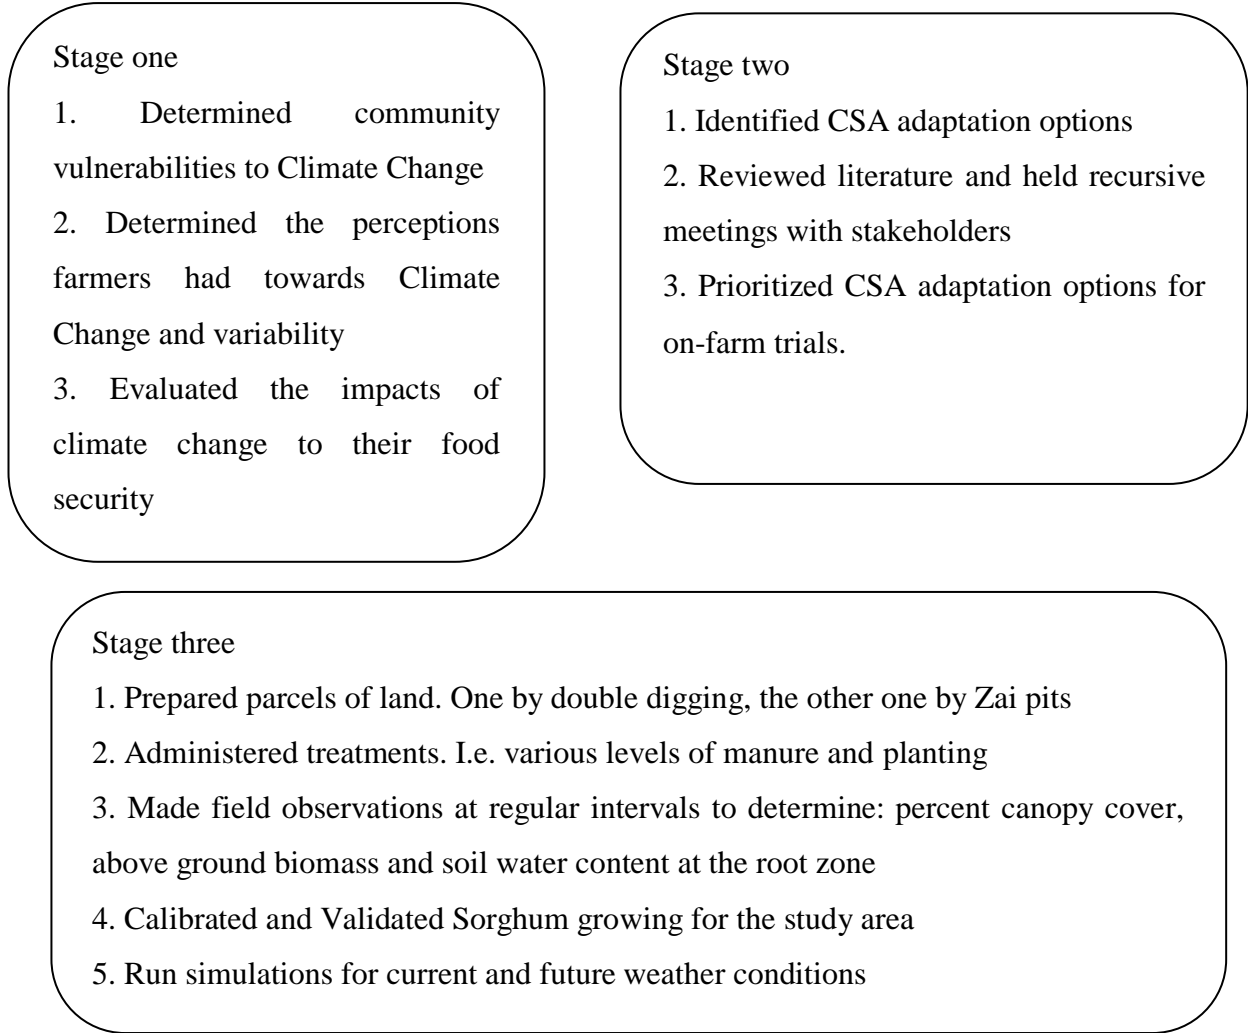 Stage one
1. Determined community
vulnerabilities to Climate Change
2. Determined the perceptions
farmers had towards Climate
Change and variability
3. Evaluated the impacts of
climate change to their food
security
Stage two
1. Identified CSA adaptation options
2. Reviewed literature and held recursive
meetings with stakeholders
3. Prioritized CSA adaptation options for
on-farm trials.
Stage three
1. Prepared parcels of land. One by double digging, the other one by Zai pits
2. Administered treatments. I.e. various levels of manure and planting
3. Made field observations at regular intervals to determine: percent canopy cover,
above ground biomass and soil water content at the root zone
4. Calibrated and Validated Sorghum growing for the study area
5. Run simulations for current and future weather conditions